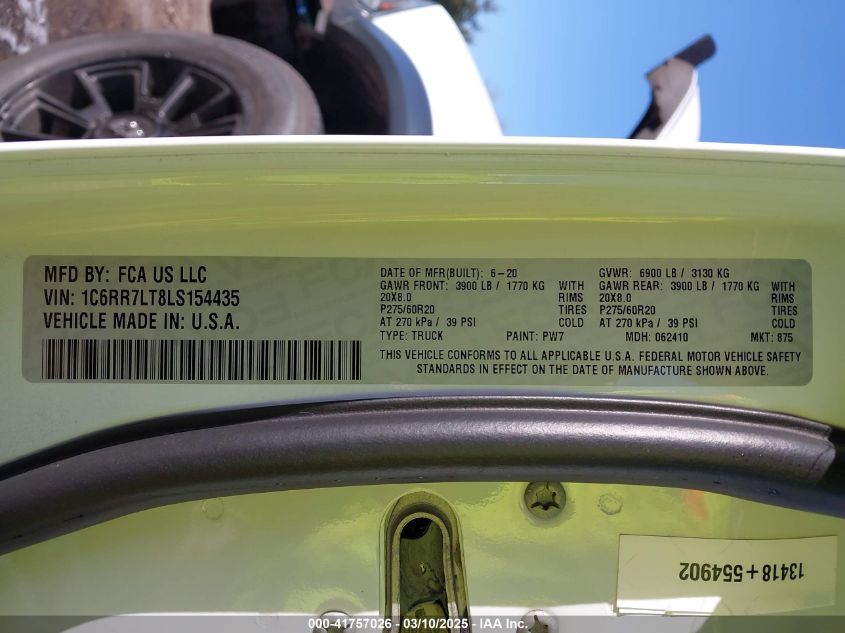 MFD BY: FCA US LLC
VIN: 1C6RR7LT8LS154435
VEHICLE MADE IN: U.S.A.
DATE OF MFR(BUILT): 6-20
GAWR FRONT: 3900 LB / 1770 KG WITH
20X8.0 RIMS
P275/60R20 TIRES
AT 270 kPa / 39 PSI COLD
TYPE: TRUCK PAINT: PW7
GVWR: 6900 LB / 3130 KG
GAWR REAR: 3900 LB / 1770 KG WITH
20X8.0 RIMS
P275/60R20 TIRES
AT 270 kPa / 39 PSI COLD
MDH: 062410 MKT: 875
THIS VEHICLE CONFORMS TO ALL APPLICABLE U.S.A. FEDERAL MOTOR VEHICLE SAFETY
STANDARDS IN EFFECT ON THE DATE OF MANUFACTURE SHOWN ABOVE.
13418+554902
000-41757026 - 03/10/2025 - IAA Inc.